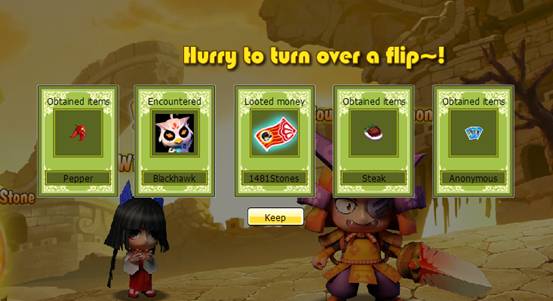 Hurry to turn over a flip~!
Obtained items
Encountered
Looted money
Obtained items
Obtained items
Pepper
Blackhawk
1481Stones
Steak
Anonymous
Stone
Keep